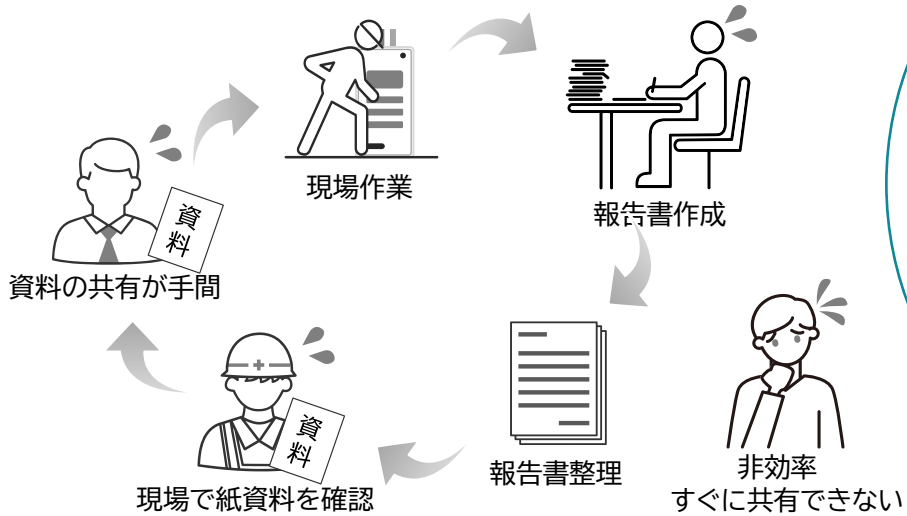 現場作業
報告書作成
資料
資料の共有が手間
資料
現場で紙資料を確認
報告書整理
非効率
すぐに共有できない